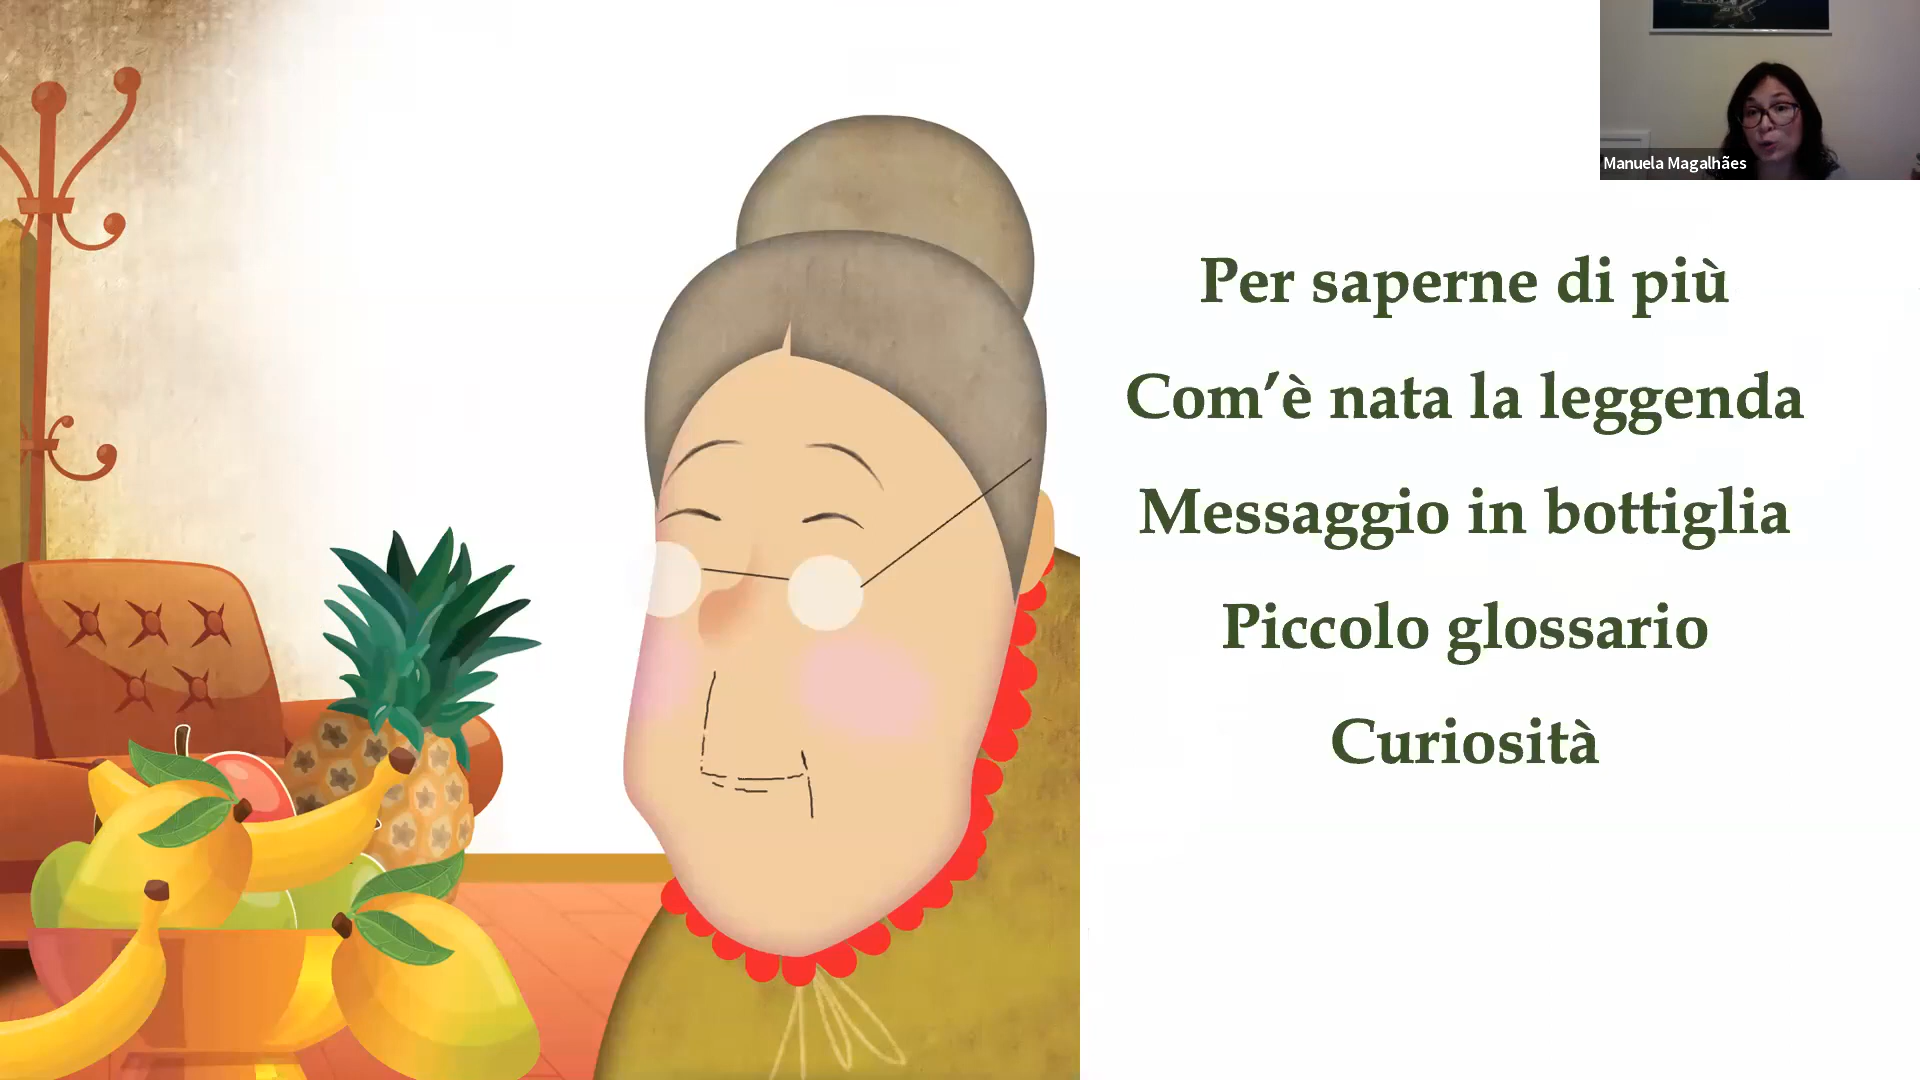 Manuela Magalhães
Per saperne di più
Com’è nata la leggenda
Messaggio in bottiglia
Piccolo glossario
Curiosità